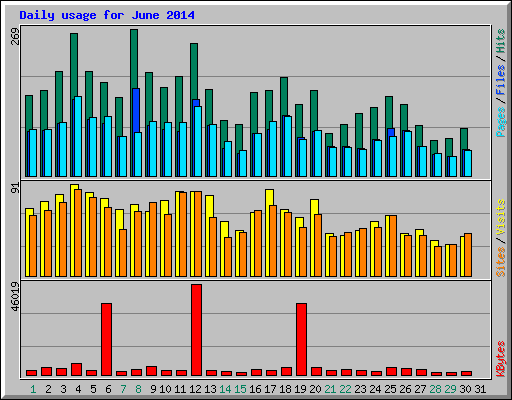 Daily usage for June 2014
269
Pages / Files / Hits
91
Sites / Visits
46019
KBytes
1 2 3 4 5 6 7 8 9 10 11 12 13 14 15 16 17 18 19 20 21 22 23 24 25 26 27 28 29 30 31